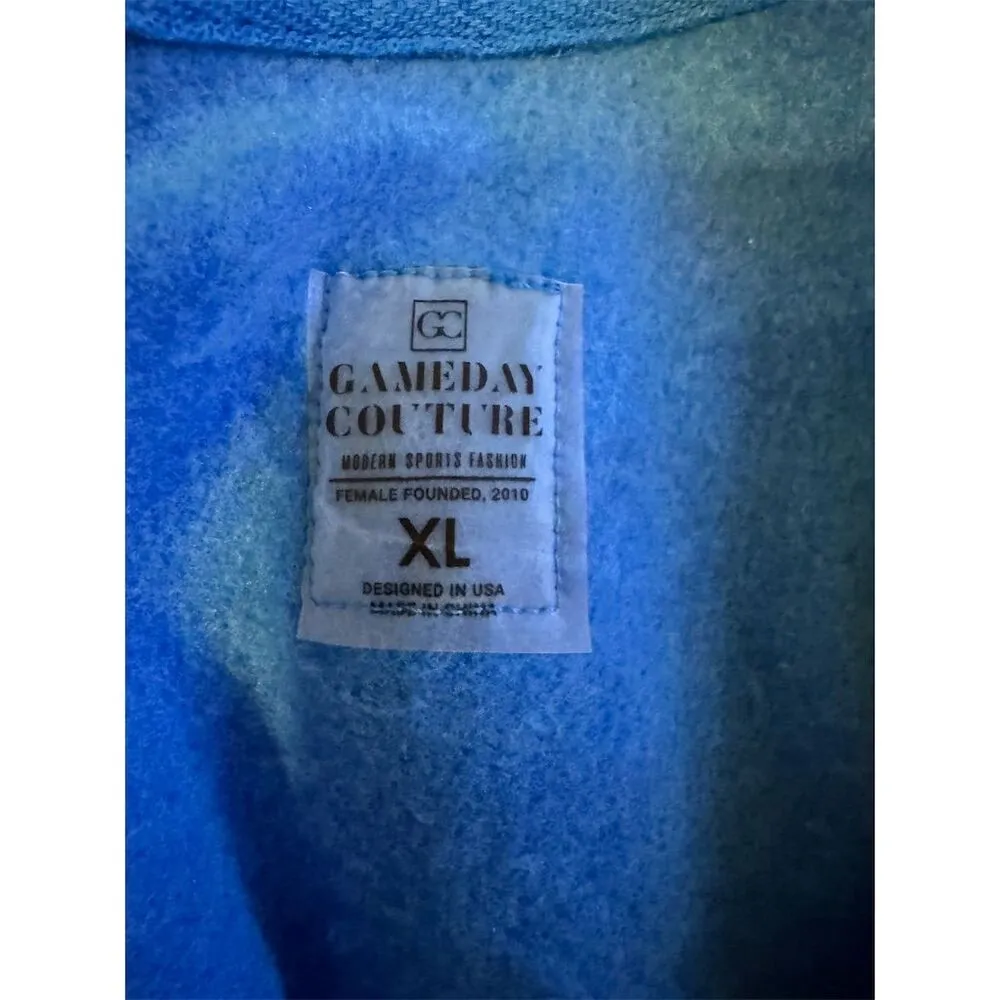 GC
GAMEDAY
COUTURE
MODERN SPORTS FASHION
FEMALE FOUNDED, 2010
XL
DESIGNED IN USA
MADE IN CHINA